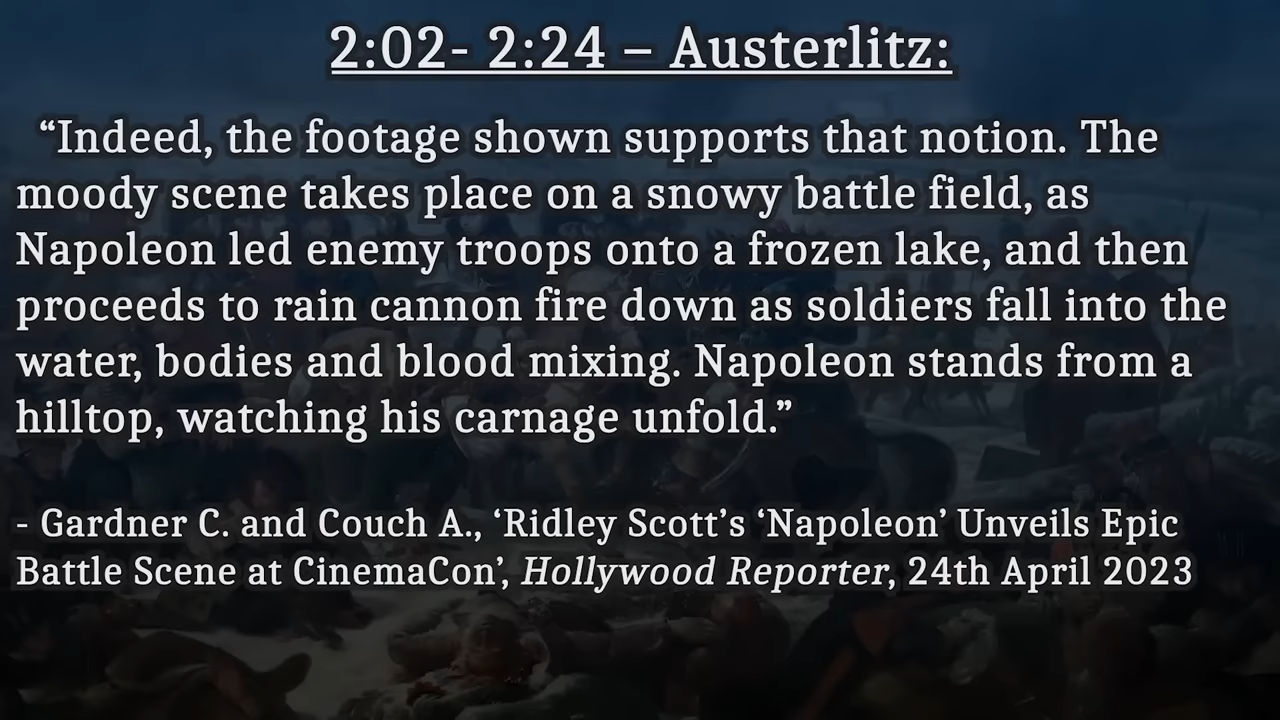 2:02- 2:24 – Austerlitz:
“Indeed, the footage shown supports that notion. The
moody scene takes place on a snowy battle field, as
Napoleon led enemy troops onto a frozen lake, and then
proceeds to rain cannon fire down as soldiers fall into the
water, bodies and blood mixing. Napoleon stands from a
hilltop, watching his carnage unfold.”
- Gardner C. and Couch A., ‘Ridley Scott’s ‘Napoleon’ Unveils Epic
Battle Scene at CinemaCon’, Hollywood Reporter, 24th April 2023